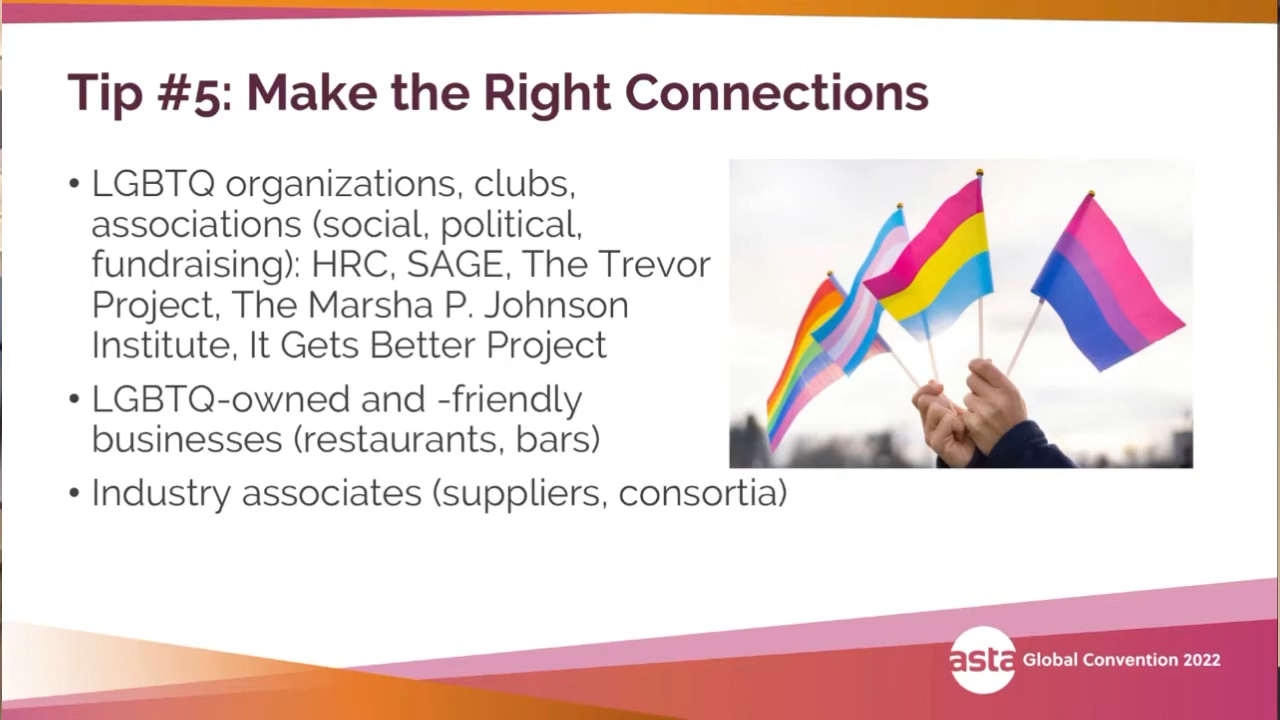 Tip #5: Make the Right Connections
• LGBTQ organizations, clubs,
associations (social, political,
fundraising): HRC, SAGE, The Trevor
Project, The Marsha P. Johnson
Institute, It Gets Better Project
• LGBTQ-owned and -friendly
businesses (restaurants, bars)
• Industry associates (suppliers, consortia)
asta Global Convention 2022